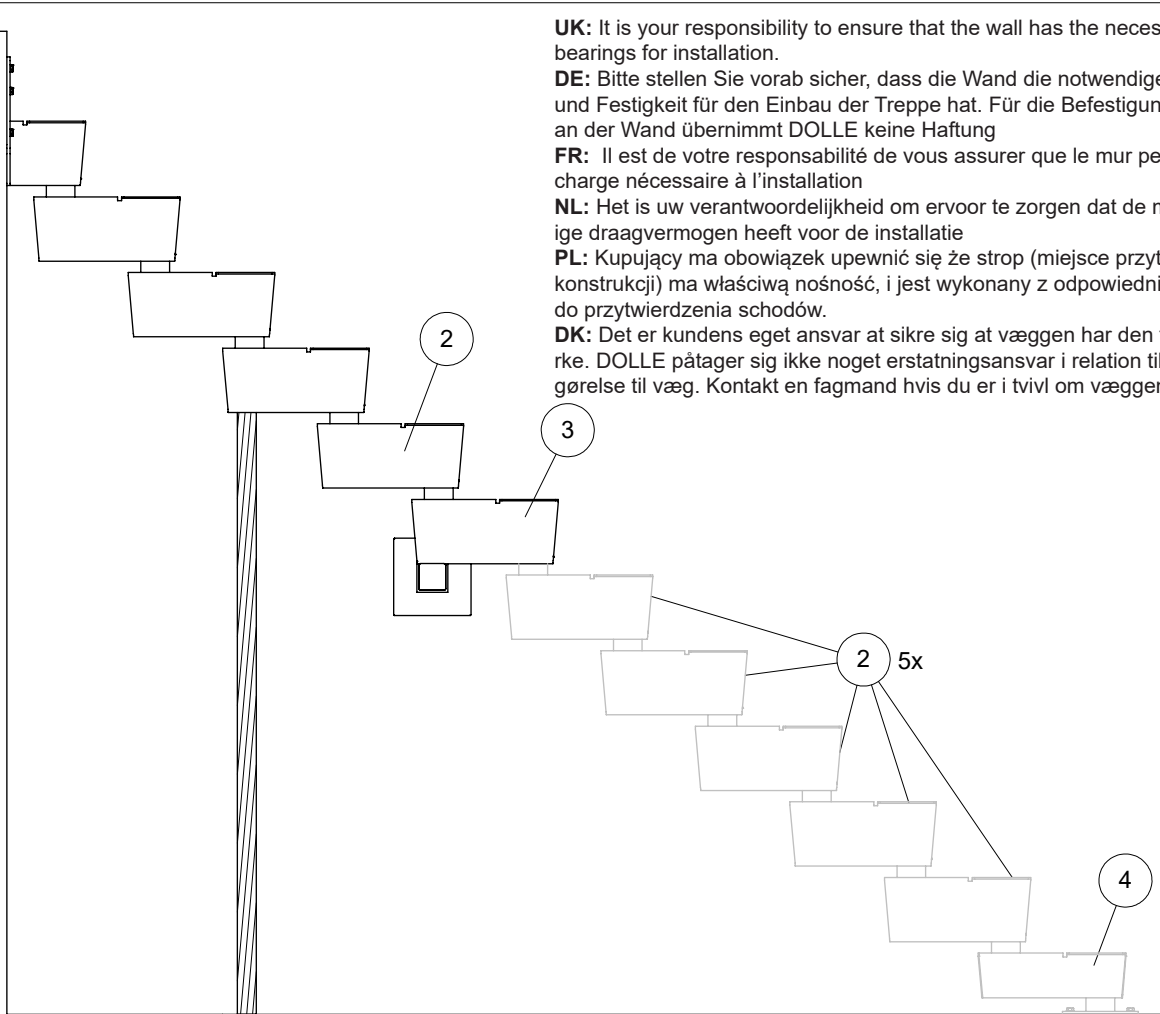 UK: It is your responsibility to ensure that the wall has the neces
bearings for installation.
DE: Bitte stellen Sie vorab sicher, dass die Wand die notwendige
und Festigkeit für den Einbau der Treppe hat. Für die Befestigun
an der Wand übernimmt DOLLE keine Haftung
FR: Il est de votre responsabilité de vous assurer que le mur pe
charge nécessaire à l’installation
NL: Het is uw verantwoordelijkheid om ervoor te zorgen dat de
ige draagvermogen heeft voor de installatie
PL: Kupujący ma obowiązek upewnić się że strop (miejsce przyt
konstrukcji) ma właściwą nośność, i jest wykonany z odpowiedni
do przytwierdzenia schodów.
DK: Det er kundens eget ansvar at sikre sig at væggen har den
rke. DOLLE påtager sig ikke noget erstatningsansvar i relation til
gørelse til væg. Kontakt en fagmand hvis du er i tvivl om væggen
2
3
2 5x
4